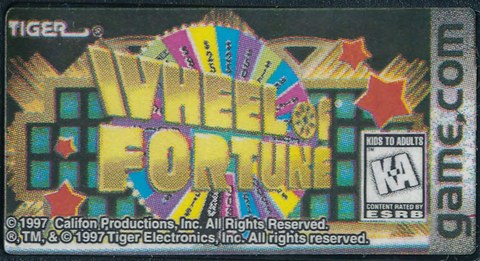 TIGER
WHEEL OF
FORTUNE
game.com
KIDS TO ADULTS
KA
CONTENT RATED BY
ESRB
© 1997 Califon Productions, Inc. All Rights Reserved.
®, TM, & © 1997 Tiger Electronics, Inc. All rights reserved.